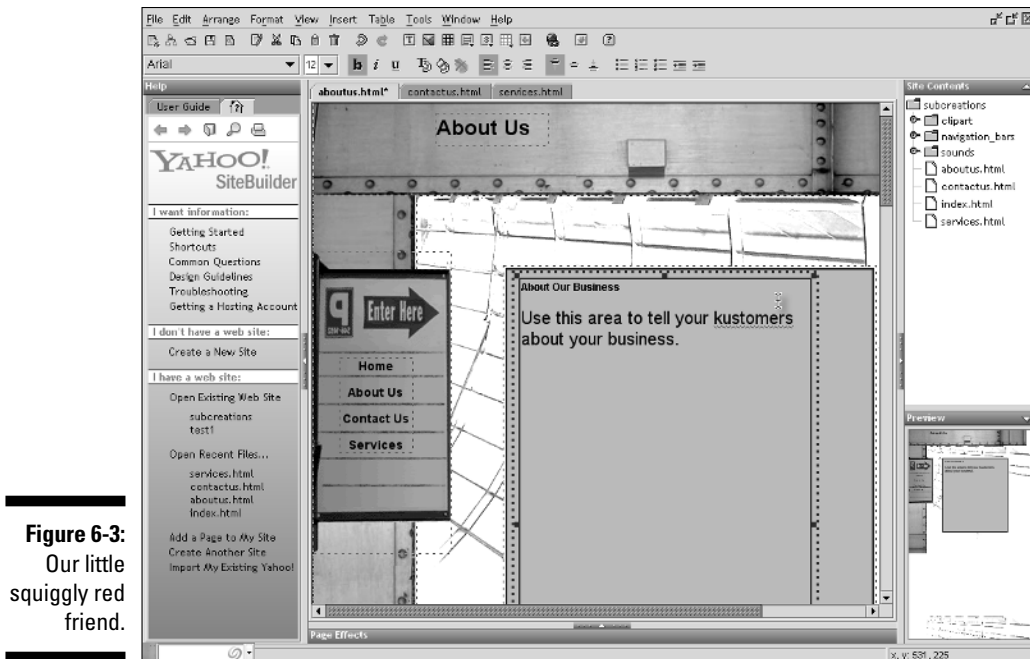 File Edit Arrange Format View Insert Table Tools Window Help
Arial
12
b i u
Help
User Guide
YAHOO!
SiteBuilder
I want information:
Getting Started
Shortcuts
Common Questions
Design Guidelines
Troubleshooting
Getting a Hosting Account
I don't have a web site:
Create a New Site
I have a web site:
Open Existing Web Site
subcreations
test1
Open Recent Files...
services.html
contactus.html
aboutus.html
index.html
Add a Page to My Site
Create Another Site
Import My Existing Yahoo!
aboutus.html* contactus.html services.html
About Us
Enter Here
Home
About Us
Contact Us
Services
About Our Business
Use this area to tell your kustomers
about your business.
Page Effects
Site Contents
subcreations
clipart
navigation_bars
sounds
aboutus.html
contactus.html
index.html
services.html
Preview
x, y: 531, 225
Figure 6-3:
Our little
squiggly red
friend.